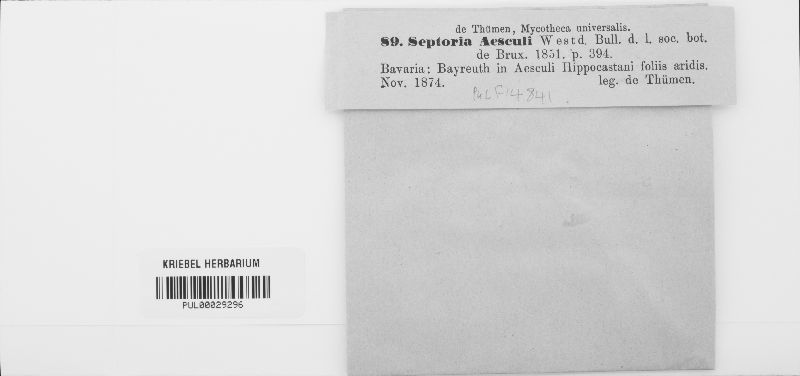 de Thümen, Mycotheca universalis.
89. Septoria Aesculi Westd. Bull. d. l. soc. bot.
de Brux. 1851. p. 394.
Bavaria: Bayreuth in Aesculi Hippocastani foliis aridis.
Nov. 1874. leg. de Thümen.
PUL F14841
KRIEBEL HERBARIUM
PUL00029296